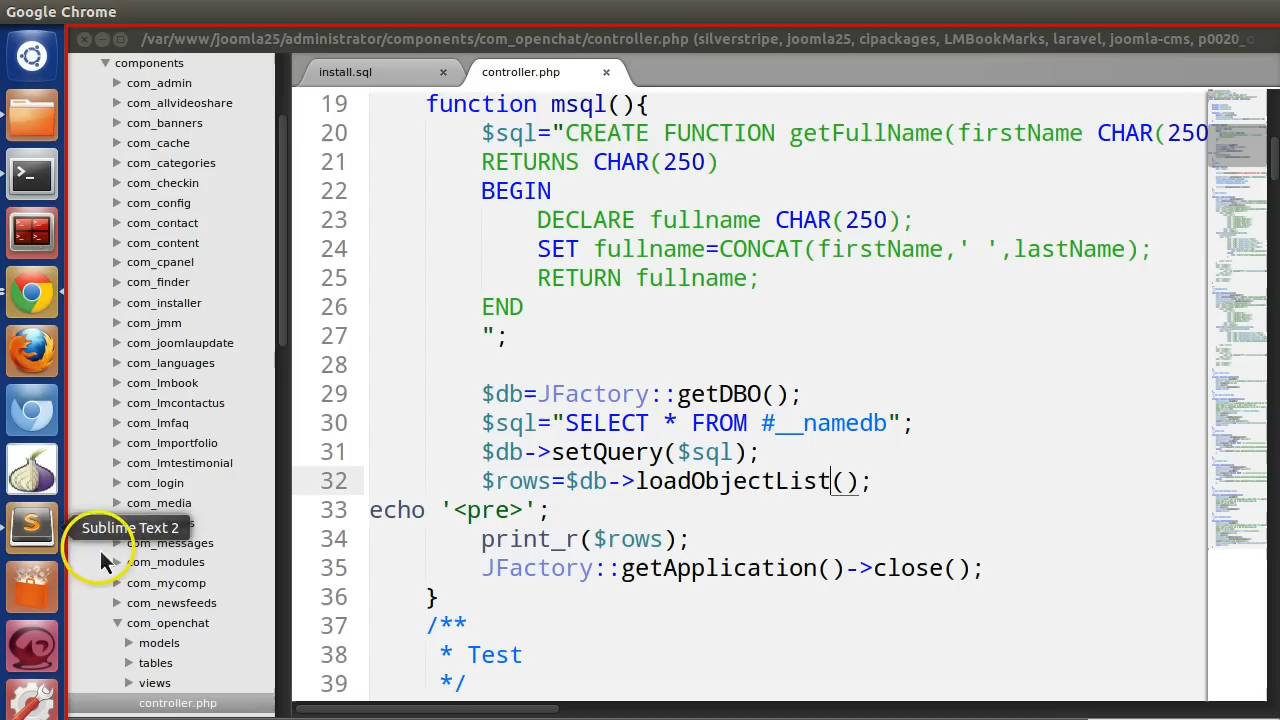 Google Chrome
/var/www/joomla25/administrator/components/com_openchat/controller.php (silverstripe, joomla25, cipackages, LMBookMarks, laravel, joomla-cms, p0020_o
components
com_admin
com_allvideoshare
com_banners
com_cache
com_categories
com_checkin
com_config
com_contact
com_content
com_cpanel
com_finder
com_installer
com_jmm
com_joomlaupdate
com_languages
com_lmbook
com_lmcontactus
com_lmfaq
com_lmportfolio
com_lmtestimonial
com_login
com_media
Sublime Text 2
com_messages
com_modules
com_mycomp
com_newsfeeds
com_openchat
models
tables
views
controller.php
install.sql
controller.php
19 function msql(){
20 $sql="CREATE FUNCTION getFullName(firstName CHAR(250
21 RETURNS CHAR(250)
22 BEGIN
23 DECLARE fullname CHAR(250);
24 SET fullname=CONCAT(firstName,' ',lastName);
25 RETURN fullname;
26 END
27 ";
28
29 $db=JFactory::getDBO();
30 $sql="SELECT * FROM #__namedb";
31 $db->setQuery($sql);
32 $rows=$db->loadObjectList();
33 echo '<pre>';
34 print_r($rows);
35 JFactory::getApplication()->close();
36 }
37 /**
38 * Test
39 */